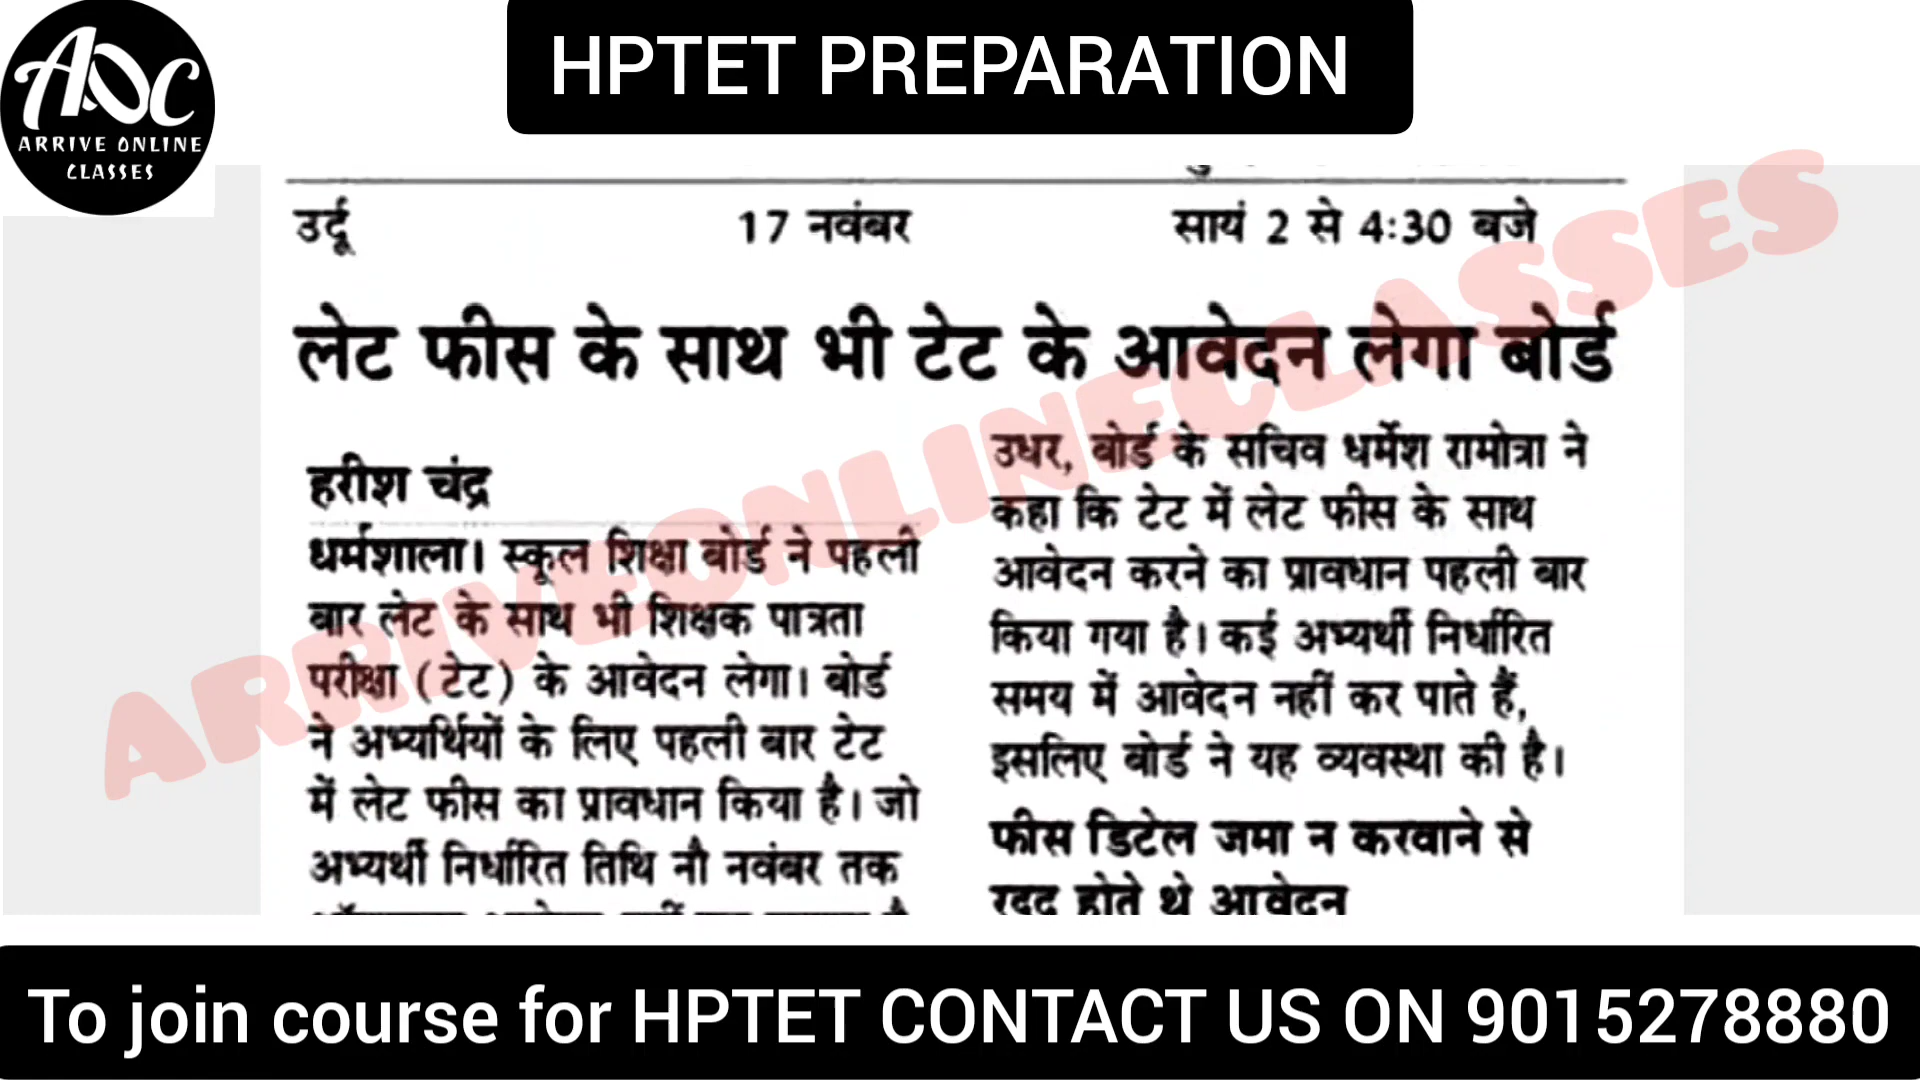 AOC
ARRIVE ONLINE
CLASSES
HPTET PREPARATION
उर्दू 17 नवंबर सायं 2 से 4:30 बजे
लेट फीस के साथ भी टेट के आवेदन लेगा बोर्ड
हरीश चंद्र
धर्मशाला। स्कूल शिक्षा बोर्ड ने पहली
बार लेट के साथ भी शिक्षक पात्रता
परीक्षा (टेट) के आवेदन लेगा। बोर्ड
ने अभ्यर्थियों के लिए पहली बार टेट
में लेट फीस का प्रावधान किया है। जो
अभ्यर्थी निर्धारित तिथि नौ नवंबर तक
उधर, बोर्ड के सचिव धर्मेश रामोत्रा ने
कहा कि टेट में लेट फीस के साथ
आवेदन करने का प्रावधान पहली बार
किया गया है। कई अभ्यर्थी निर्धारित
समय में आवेदन नहीं कर पाते हैं,
इसलिए बोर्ड ने यह व्यवस्था की है।
फीस डिटेल जमा न करवाने से
रद्द होते थे आवेदन
ARRIVEONLINECLASSES
To join course for HPTET CONTACT US ON 9015278880